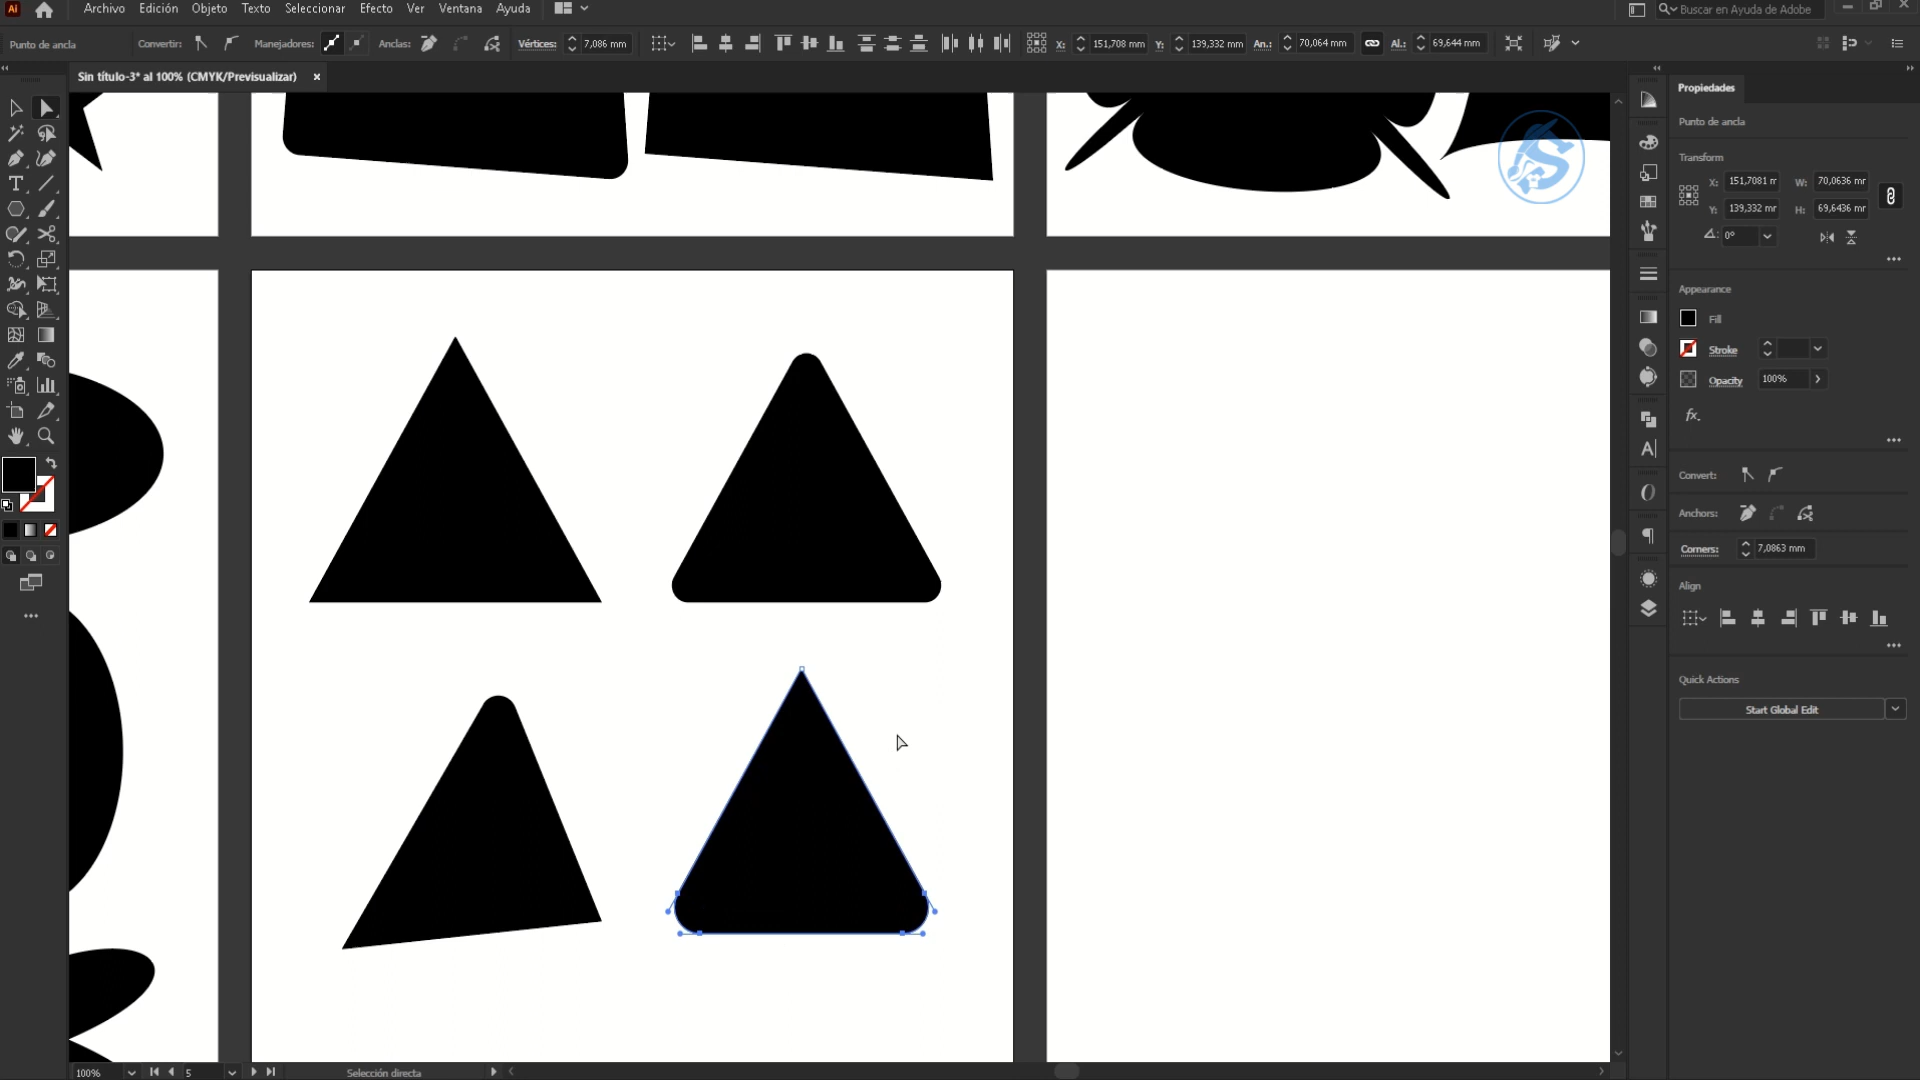 Ai Archivo Edición Objeto Texto Seleccionar Efecto Ver Ventana Ayuda Buscar en Ayuda de Adobe
Punto de ancla Convertir: Manejadores: Anclas: Vértices: 7,086 mm X: 151,708 mm Y: 139,332 mm An.: 70,064 mm Al.: 69,644 mm
Sin título-3* al 100% (CMYK/Previsualizar) ×
Propiedades
Punto de ancla
Transform
X: 151,7081 m W: 70,0636 mr
Y: 139,332 mr H: 69,6436 mr
0°
Appearance
Fill
Stroke
Opacity 100%
fx.
Convert:
Anchors:
Corners: 7,0863 mm
Align
Quick Actions
Start Global Edit
100% 5 Selección directa